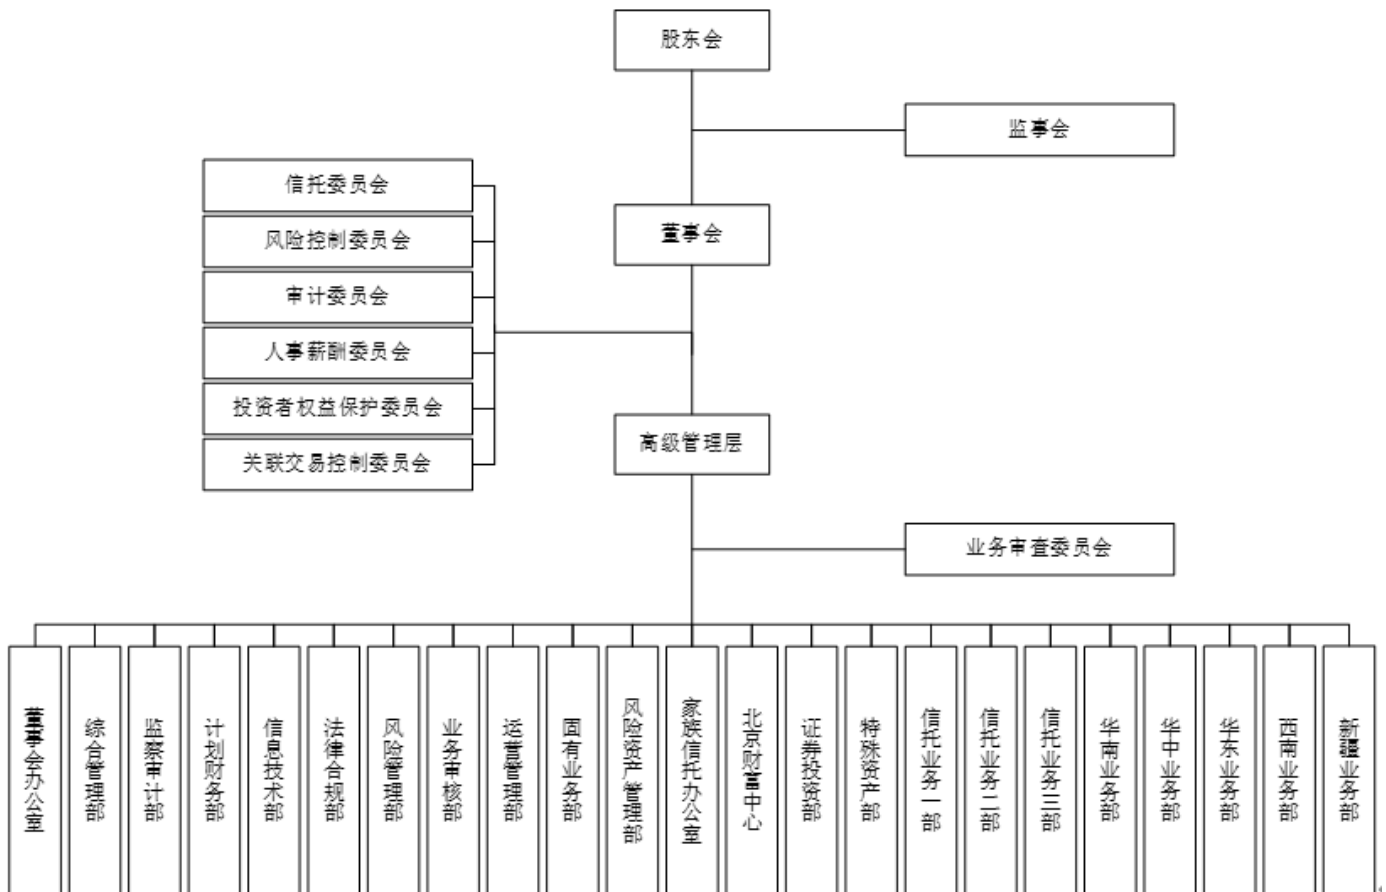 股东会
监事会
信托委员会
风险控制委员会
董事会
审计委员会
人事薪酬委员会
投资者权益保护委员会
高级管理层
关联交易控制委员会
业务审查委员会
董事会办公室
综合管理部
监察审计部
计划财务部
信息技术部
法律合规部
风险管理部
业务审核部
运营管理部
固有业务部
风险资产管理部
家族信托办公室
北京财富中心
证券投资部
特殊资产部
信托业务一部
信托业务二部
信托业务三部
华南业务部
华中业务部
华东业务部
西南业务部
新疆业务部